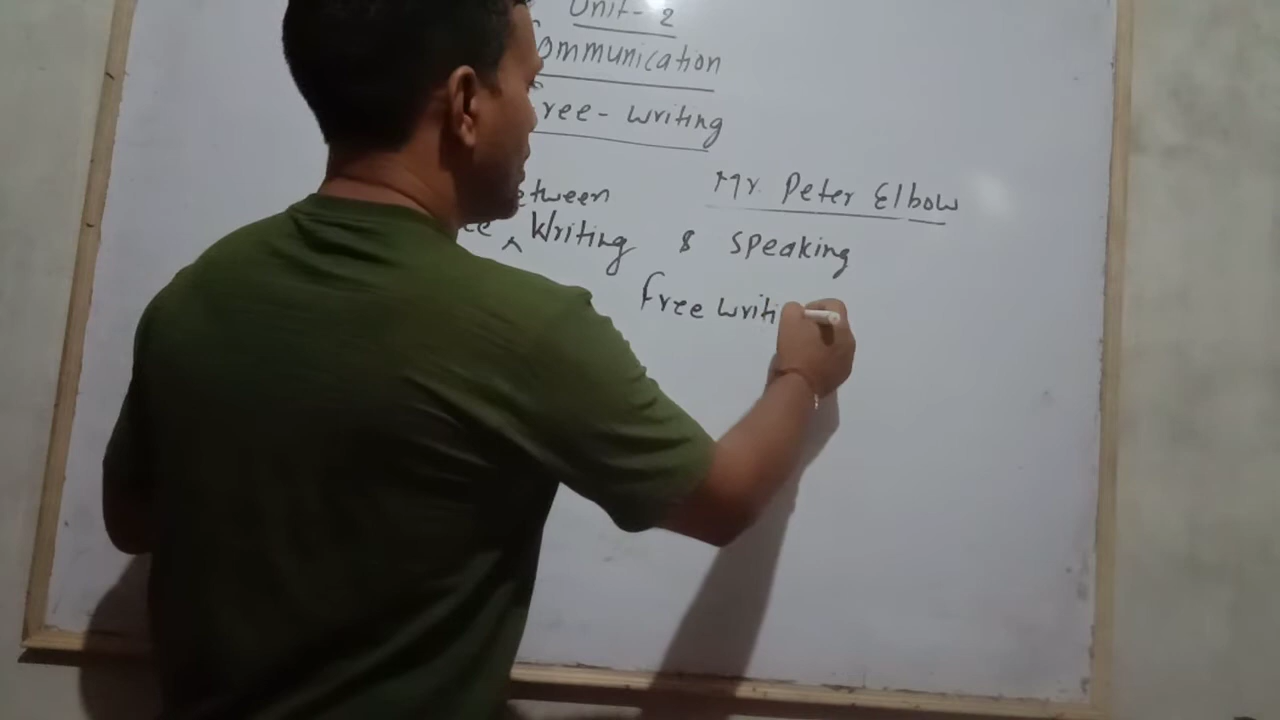 Unit- 2
ommunication
ree- writing
Mr. Peter Elbow
etween
Writing & speaking
free writi